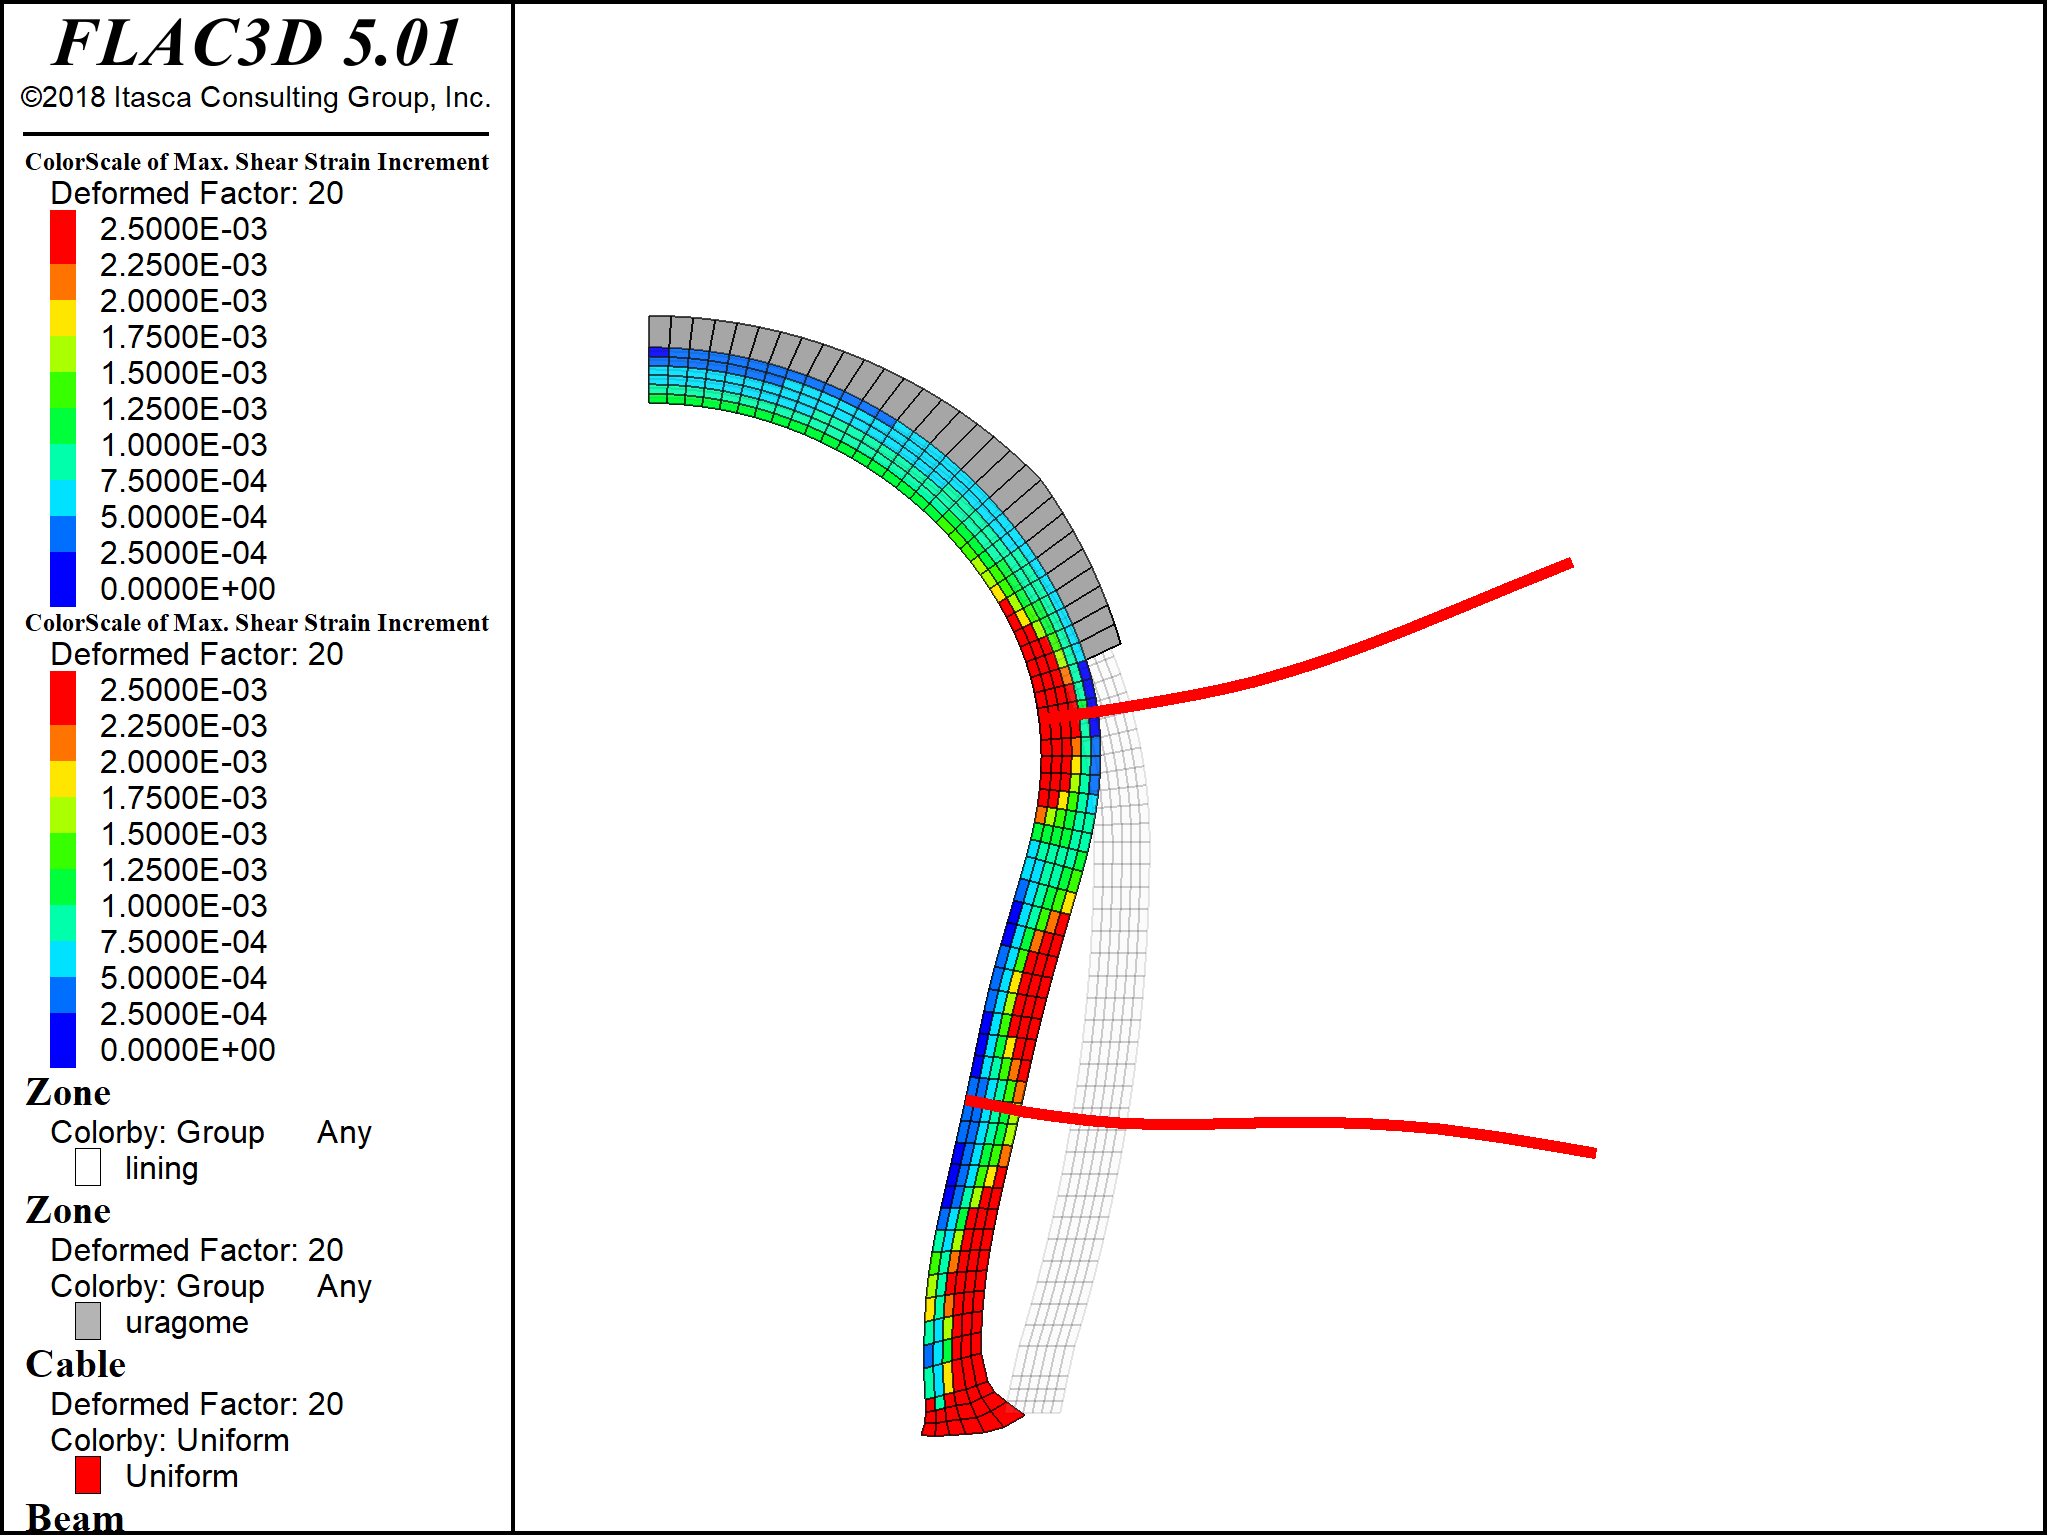 FLAC3D 5.01
©2018 Itasca Consulting Group, Inc.
ColorScale of Max. Shear Strain Increment
Deformed Factor: 20
2.5000E-03
2.2500E-03
2.0000E-03
1.7500E-03
1.5000E-03
1.2500E-03
1.0000E-03
7.5000E-04
5.0000E-04
2.5000E-04
0.0000E+00
ColorScale of Max. Shear Strain Increment
Deformed Factor: 20
2.5000E-03
2.2500E-03
2.0000E-03
1.7500E-03
1.5000E-03
1.2500E-03
1.0000E-03
7.5000E-04
5.0000E-04
2.5000E-04
0.0000E+00
Zone
Colorby: Group Any
lining
Zone
Deformed Factor: 20
Colorby: Group Any
uragome
Cable
Deformed Factor: 20
Colorby: Uniform
Uniform
Beam